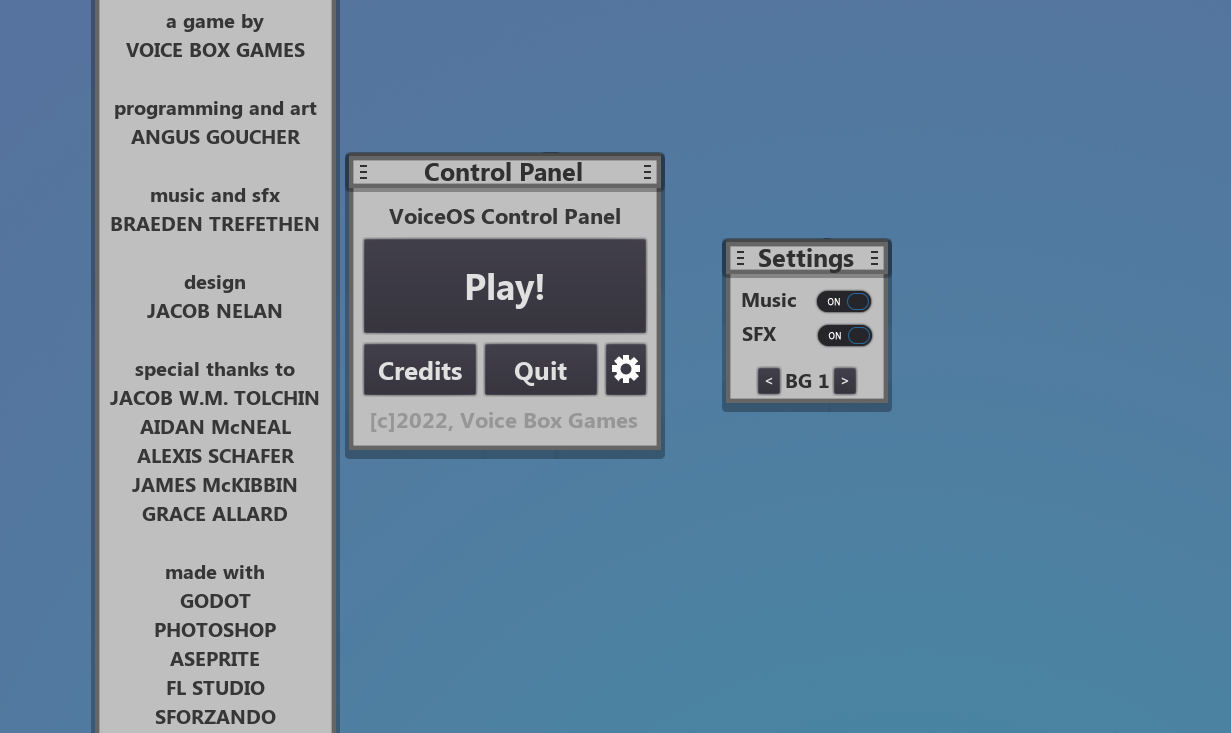 a game by
VOICE BOX GAMES
programming and art
ANGUS GOUCHER
music and sfx
BRAEDEN TREFETHEN
design
JACOB NELAN
special thanks to
JACOB W.M. TOLCHIN
AIDAN McNEAL
ALEXIS SCHAFER
JAMES McKIBBIN
GRACE ALLARD
made with
GODOT
PHOTOSHOP
ASEPRITE
FL STUDIO
SFORZANDO
Control Panel
VoiceOS Control Panel
Play!
Credits Quit
[c]2022, Voice Box Games
Settings
Music ON
SFX ON
< BG 1 >